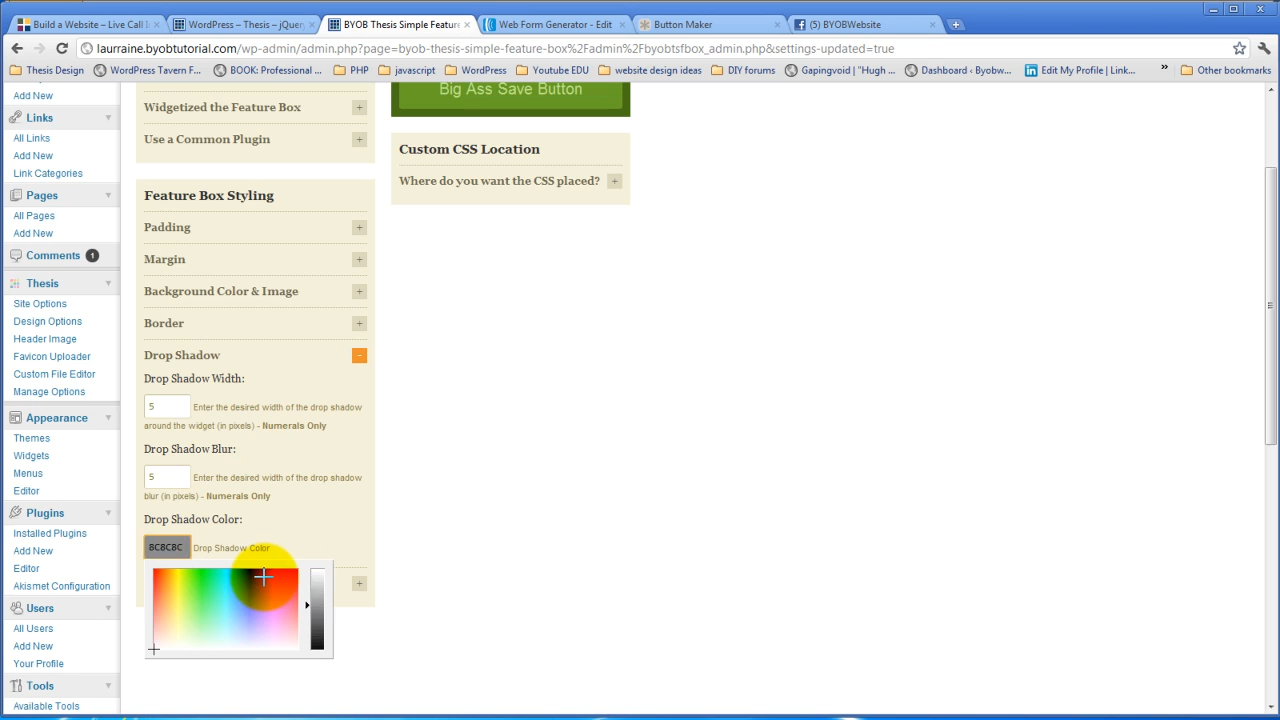 Build a Website – Live Call I
WordPress – Thesis – jQuery
BYOB Thesis Simple Feature
Web Form Generator - Edit
Button Maker
(5) BYOBWebsite
laurraine.byobtutorial.com/wp-admin/admin.php?page=byob-thesis-simple-feature-box%2Fadmin%2Fbyobtsfbox_admin.php&settings-updated=true
Thesis Design
WordPress Tavern F...
BOOK: Professional ...
PHP
javascript
WordPress
Youtube EDU
website design ideas
DIY forums
Gapingvoid | "Hugh ...
Dashboard ‹ Byobw...
Edit My Profile | Link...
»
Other bookmarks
Add New
Links
All Links
Add New
Link Categories
Pages
All Pages
Add New
Comments 1
Thesis
Site Options
Design Options
Header Image
Favicon Uploader
Custom File Editor
Manage Options
Appearance
Themes
Widgets
Menus
Editor
Plugins
Installed Plugins
Add New
Editor
Akismet Configuration
Users
All Users
Add New
Your Profile
Tools
Available Tools
Widgetized the Feature Box +
Use a Common Plugin +
Feature Box Styling
Padding +
Margin +
Background Color & Image +
Border +
Drop Shadow -
Drop Shadow Width:
5 Enter the desired width of the drop shadow
around the widget (in pixels) - Numerals Only
Drop Shadow Blur:
5 Enter the desired width of the drop shadow
blur (in pixels) - Numerals Only
Drop Shadow Color:
8C8C8C Drop Shadow Color
+
Big Ass Save Button
Custom CSS Location
Where do you want the CSS placed? +